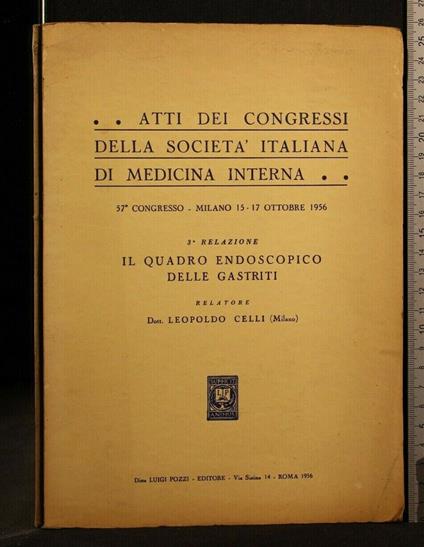 . . ATTI DEI CONGRESSI
DELLA SOCIETA' ITALIANA
DI MEDICINA INTERNA . .
57° CONGRESSO - MILANO 15-17 OTTOBRE 1956
3ª RELAZIONE
IL QUADRO ENDOSCOPICO
DELLE GASTRITI
RELATORE
Dott. LEOPOLDO CELLI (Milano)
Ditta LUIGI POZZI - EDITORE - Via Sistina 14 - ROMA 1956